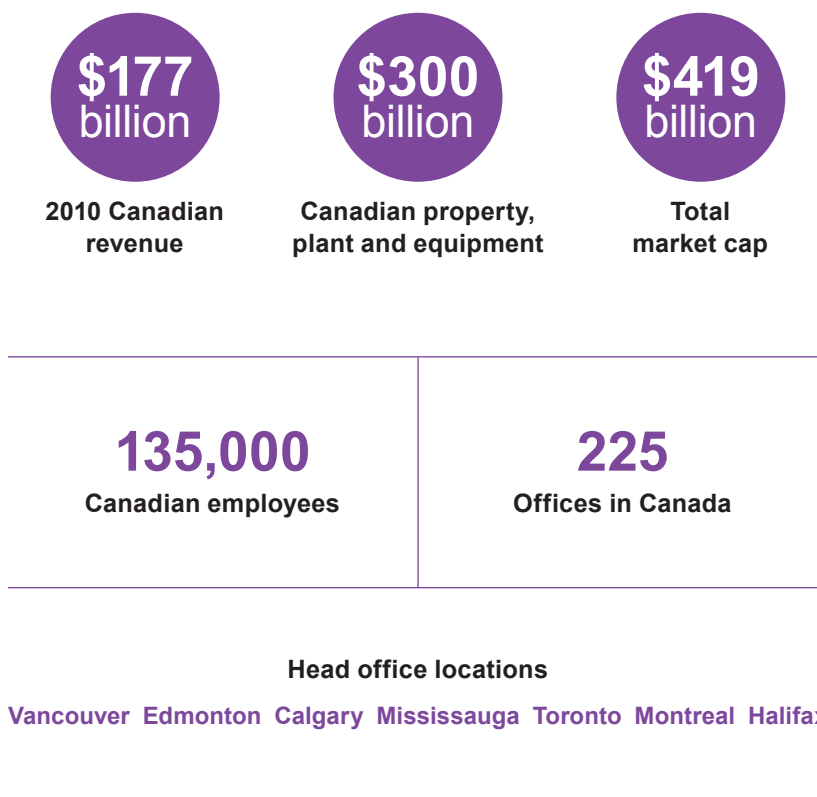 $177
billion
2010 Canadian
revenue
$300
billion
Canadian property,
plant and equipment
$419
billion
Total
market cap
135,000
Canadian employees
225
Offices in Canada
Head office locations
Vancouver Edmonton Calgary Mississauga Toronto Montreal Halifax